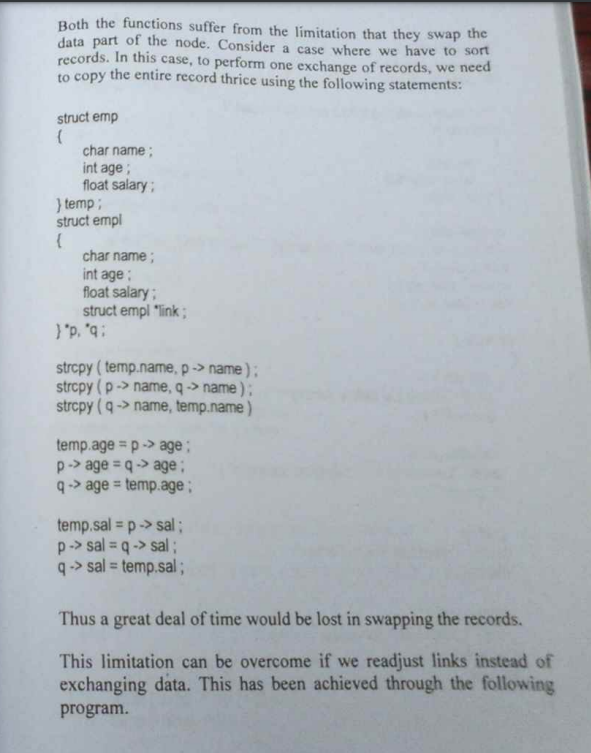 Both the functions suffer from the limitation that they swap the
data part of the node. Consider a case where we have to sort
records. In this case, to perform one exchange of records, we need
to copy the entire record thrice using the following statements:
struct emp
{
char name ;
int age ;
float salary ;
} temp ;
struct empl
{
char name ;
int age ;
float salary ;
struct empl *link ;
} *p, *q ;
strcpy ( temp.name, p -> name ) ;
strcpy ( p -> name, q -> name ) ;
strcpy ( q -> name, temp.name )
temp.age = p -> age ;
p -> age = q -> age ;
q -> age = temp.age ;
temp.sal = p -> sal ;
p -> sal = q -> sal ;
q -> sal = temp.sal ;
Thus a great deal of time would be lost in swapping the records.
This limitation can be overcome if we readjust links instead of
exchanging data. This has been achieved through the following
program.